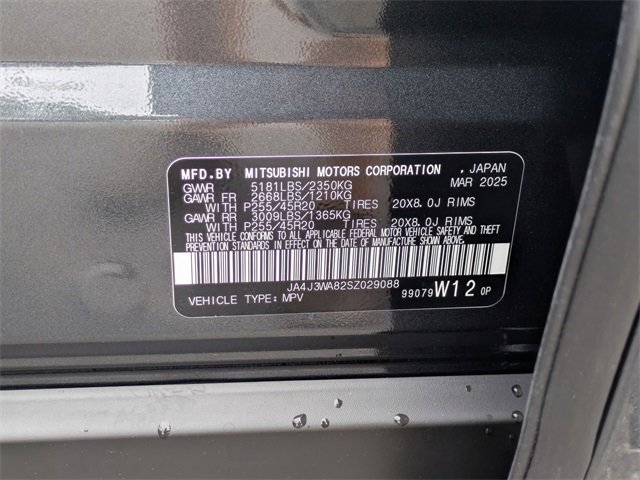 MFD.BY MITSUBISHI MOTORS CORPORATION , JAPAN
GVWR 5181LBS/2350KG MAR 2025
GAWR FR 2668LBS/1210KG
WITH P255/45R20 TIRES 20X8.0J RIMS
GAWR RR 3009LBS/1365KG
WITH P255/45R20 TIRES 20X8.0J RIMS
THIS VEHICLE CONFORMS TO ALL APPLICABLE FEDERAL MOTOR VEHICLE SAFETY AND THEFT
PREVENTION STANDARDS IN EFFECT ON THE DATE OF MANUFACTURE SHOWN ABOVE.
JA4J3WA82SZ029088
VEHICLE TYPE: MPV 99079 W12 0P